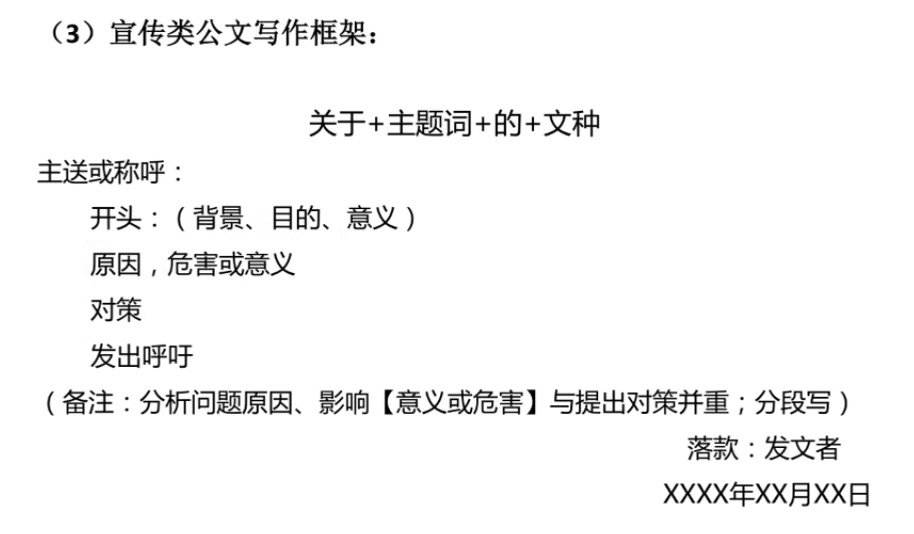 （3）宣传类公文写作框架：
关于+主题词+的+文种
主送或称呼：
开头：（背景、目的、意义）
原因，危害或意义
对策
发出呼吁
（备注：分析问题原因、影响【意义或危害】与提出对策并重；分段写）
落款：发文者
XXXX年XX月XX日